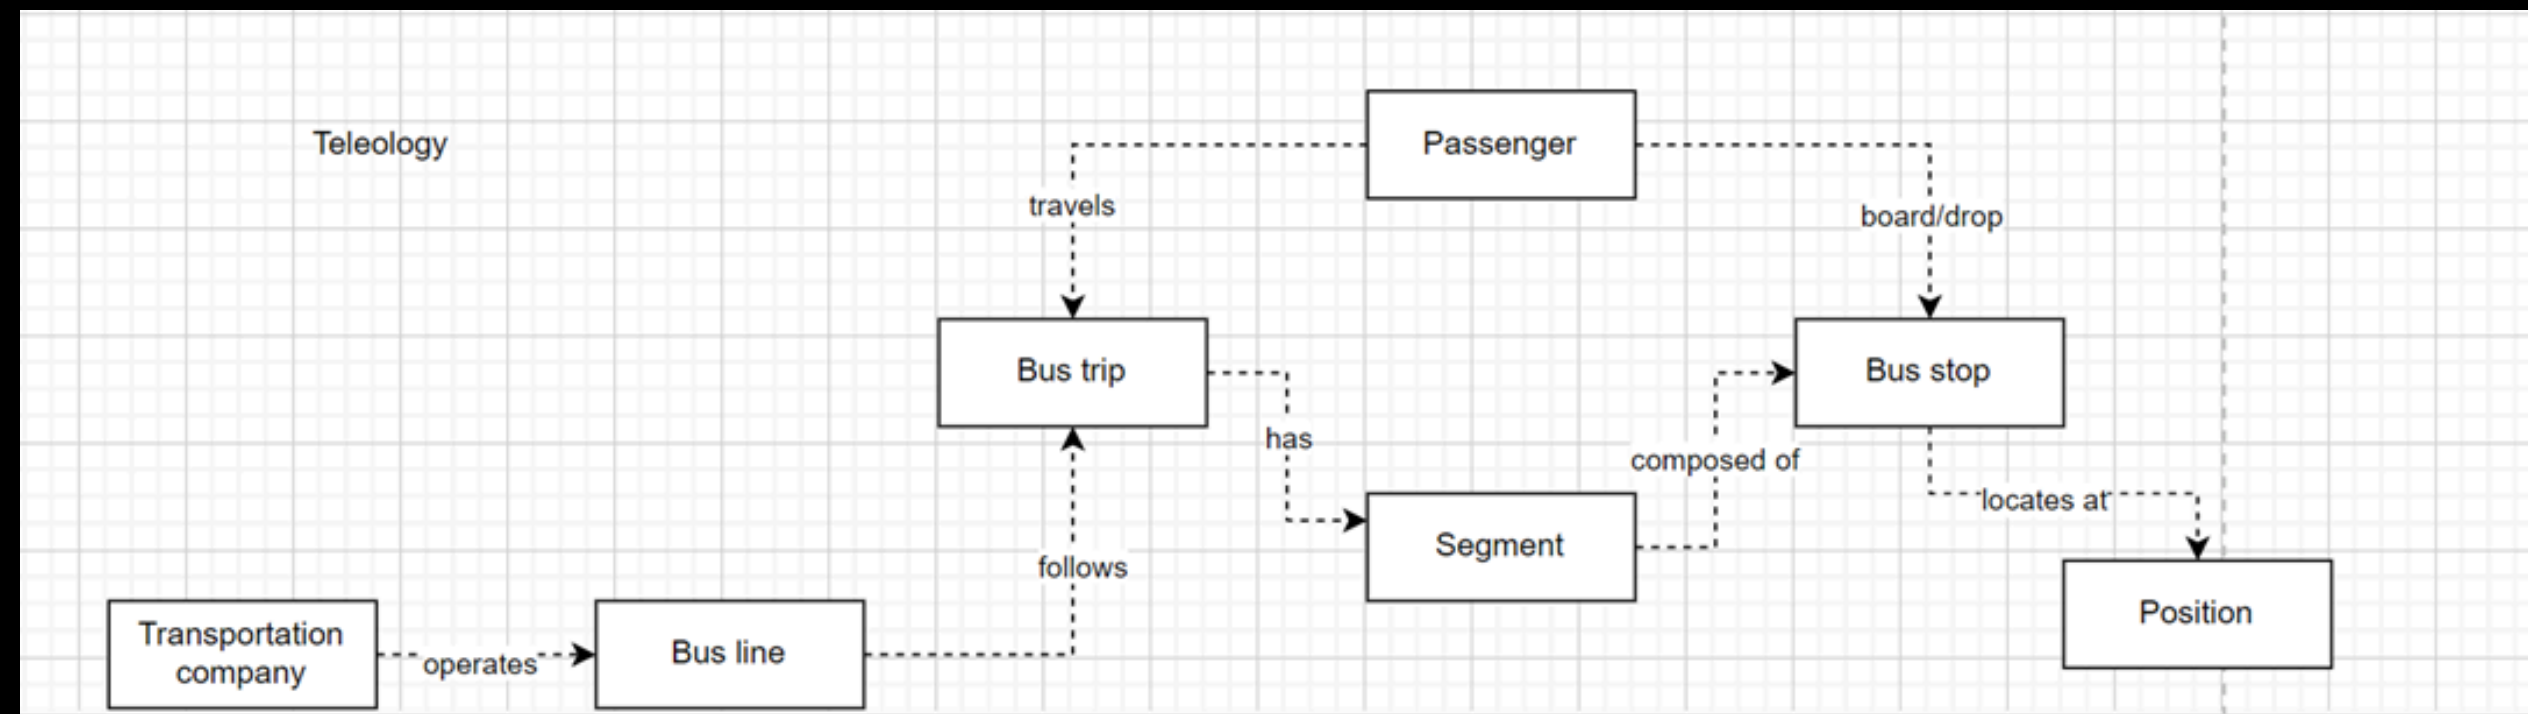 Teleology
Passenger
travels
board/drop
Bus trip
Bus stop
has
composed of
locates at
Segment
follows
Position
Transportation
company
operates
Bus line